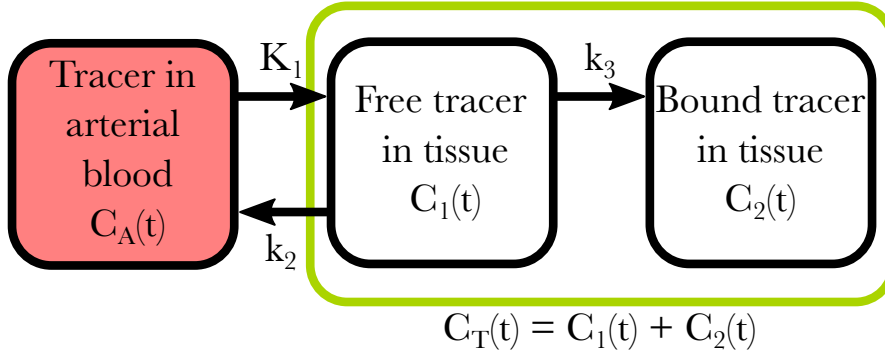 Tracer in
arterial
blood
C_A(t)
K_1
k_2
Free tracer
in tissue
C_1(t)
k_3
Bound tracer
in tissue
C_2(t)
C_T(t) = C_1(t) + C_2(t)